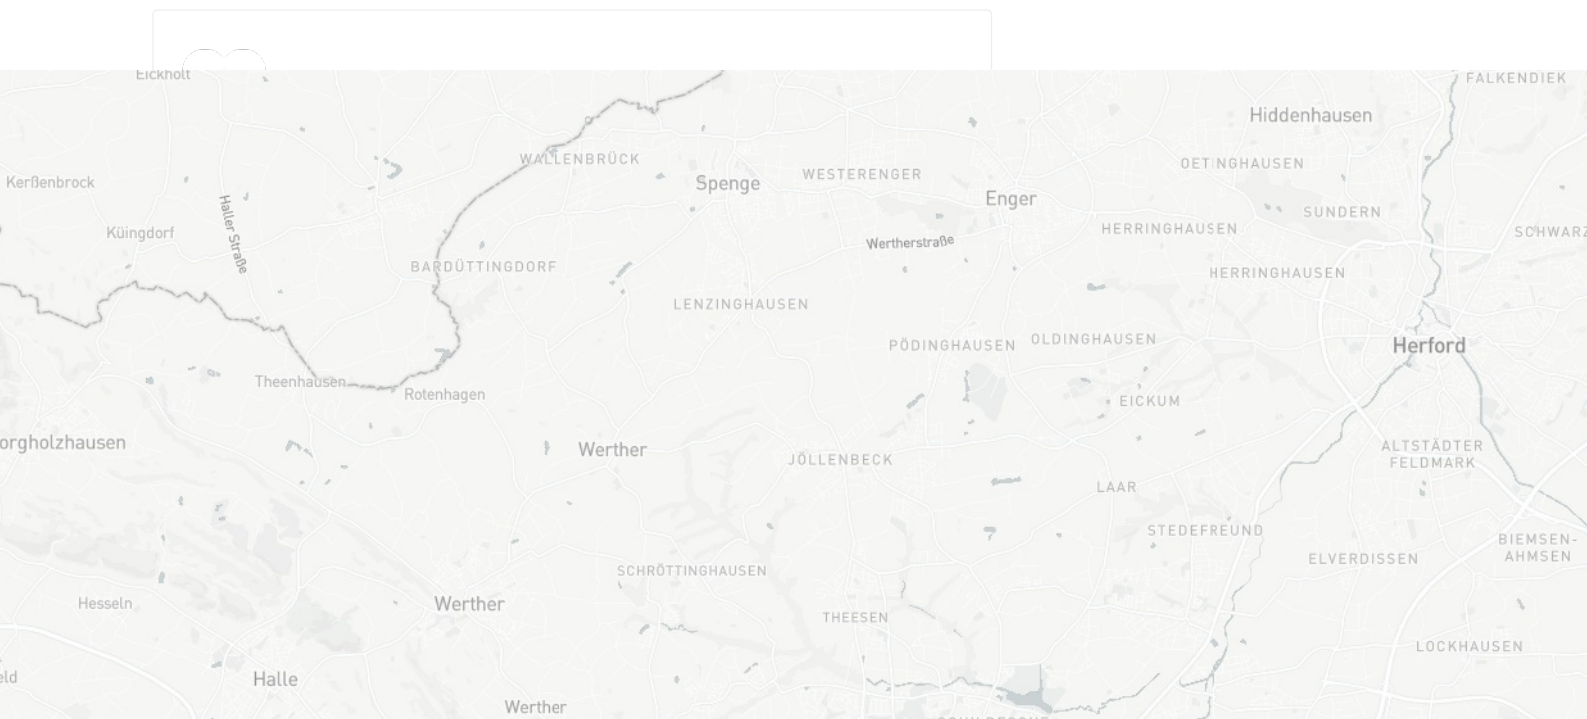 Eickholt
FALKENDIEK
Hiddenhausen
WALLENBRÜCK
OETINGHAUSEN
WESTERENGER
Kerßenbrock
Spenge
Enger
SUNDERN
Haller Straße
Küingdorf
HERRINGHAUSEN
SCHWARZ
Wertherstraße
BARDÜTTINGDORF
HERRINGHAUSEN
LENZINGHAUSEN
OLDINGHAUSEN
PÖDINGHAUSEN
Herford
Theenhausen
Rotenhagen
EICKUM
orgholzhausen
Werther
ALTSTÄDTER
FELDMARK
JÖLLENBECK
LAAR
STEDEFREUND
BIEMSEN-
AHMSEN
ELVERDISSEN
SCHRÖTTINGHAUSEN
Hesseln
Werther
THEESEN
LOCKHAUSEN
eld
Halle
Werther